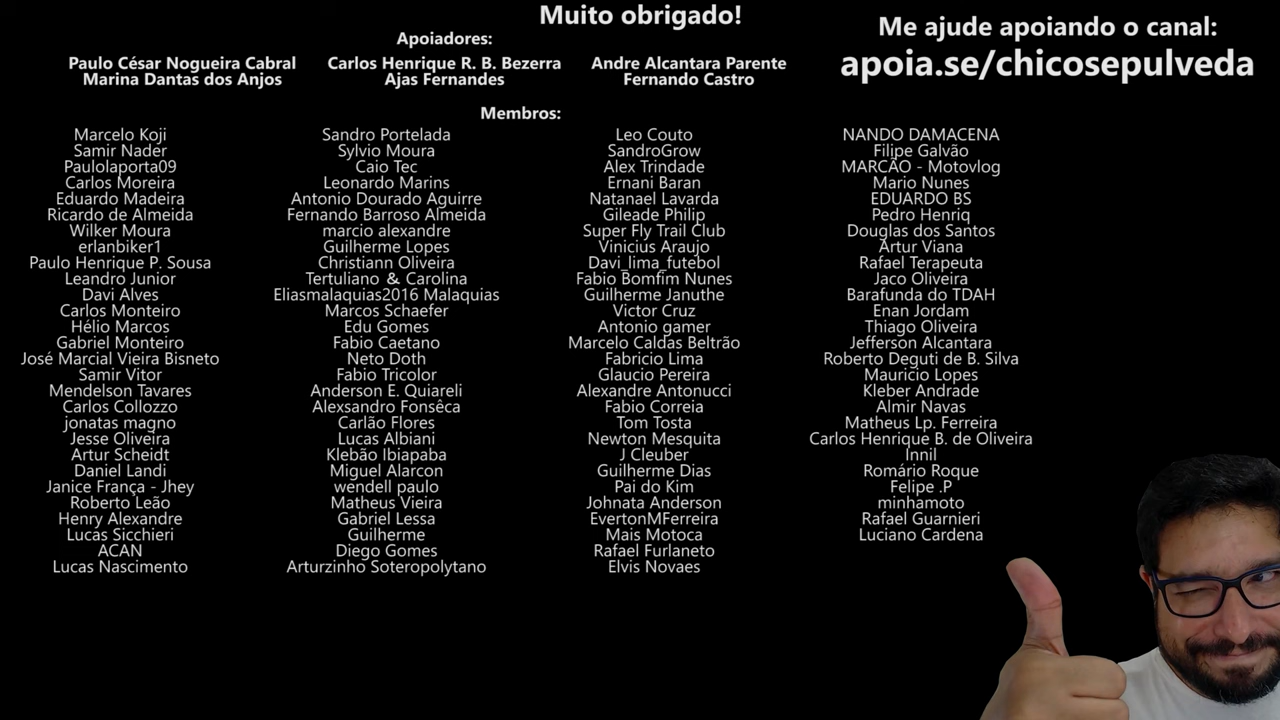 Muito obrigado!
Me ajude apoiando o canal:
apoia.se/chicosepulveda
Apoiadores:
Paulo César Nogueira Cabral
Marina Dantas dos Anjos
Carlos Henrique R. B. Bezerra
Ajas Fernandes
Andre Alcantara Parente
Fernando Castro
Membros:
Marcelo Koji
Samir Nader
Paulolaporta09
Carlos Moreira
Eduardo Madeira
Ricardo de Almeida
Wilker Moura
erlanbiker1
Paulo Henrique P. Sousa
Leandro Junior
Davi Alves
Carlos Monteiro
Hélio Marcos
Gabriel Monteiro
José Marcial Vieira Bisneto
Samir Vitor
Mendelson Tavares
Carlos Collozzo
jonatas magno
Jesse Oliveira
Artur Scheidt
Daniel Landi
Janice França - Jhey
Roberto Leão
Henry Alexandre
Lucas Sicchieri
ACAN
Lucas Nascimento
Sandro Portelada
Sylvio Moura
Caio Tec
Leonardo Marins
Antonio Dourado Aguirre
Fernando Barroso Almeida
marcio alexandre
Guilherme Lopes
Christiann Oliveira
Tertuliano & Carolina
Eliasmalaquias2016 Malaquias
Marcos Schaefer
Edu Gomes
Fabio Caetano
Neto Doth
Fabio Tricolor
Anderson E. Quiareli
Alexsandro Fonsêca
Carlão Flores
Lucas Albiani
Klebão Ibiapaba
Miguel Alarcon
wendell paulo
Matheus Vieira
Gabriel Lessa
Guilherme
Diego Gomes
Arturzinho Soteropolytano
Leo Couto
SandroGrow
Alex Trindade
Ernani Baran
Natanael Lavarda
Gileade Philip
Super Fly Trail Club
Vinicius Araujo
Davi_lima_futebol
Fabio Bomfim Nunes
Guilherme Januthe
Victor Cruz
Antonio gamer
Marcelo Caldas Beltrão
Fabricio Lima
Glaucio Pereira
Alexandre Antonucci
Fabio Correia
Tom Tosta
Newton Mesquita
J Cleuber
Guilherme Dias
Pai do Kim
Johnata Anderson
EvertonMFerreira
Mais Motoca
Rafael Furlaneto
Elvis Novaes
NANDO DAMACENA
Filipe Galvão
MARCÃO - Motovlog
Mario Nunes
EDUARDO BS
Pedro Henriq
Douglas dos Santos
Artur Viana
Rafael Terapeuta
Jaco Oliveira
Barafunda do TDAH
Enan Jordam
Thiago Oliveira
Jefferson Alcantara
Roberto Deguti de B. Silva
Mauricio Lopes
Kleber Andrade
Almir Navas
Matheus Lp. Ferreira
Carlos Henrique B. de Oliveira
Innil
Romário Roque
Felipe .P
minhamoto
Rafael Guarnieri
Luciano Cardena